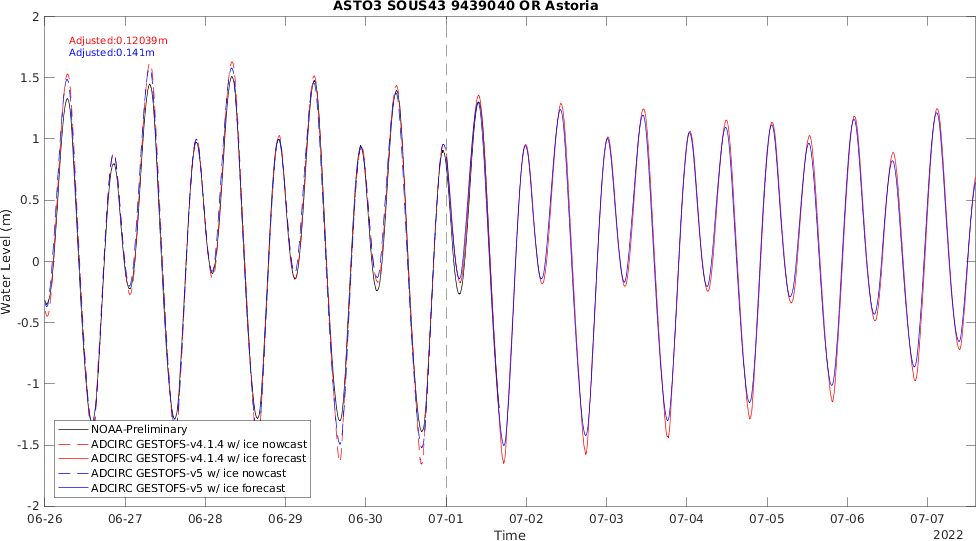 ASTO3 SOUS43 9439040 OR Astoria
Adjusted:0.12039m
Adjusted:0.141m
2
1.5
1
0.5
0
-0.5
-1
-1.5
-2
Water Level (m)
NOAA-Preliminary
ADCIRC GESTOFS-v4.1.4 w/ ice nowcast
ADCIRC GESTOFS-v4.1.4 w/ ice forecast
ADCIRC GESTOFS-v5 w/ ice nowcast
ADCIRC GESTOFS-v5 w/ ice forecast
06-26 06-27 06-28 06-29 06-30 07-01 07-02 07-03 07-04 07-05 07-06 07-07
Time
2022